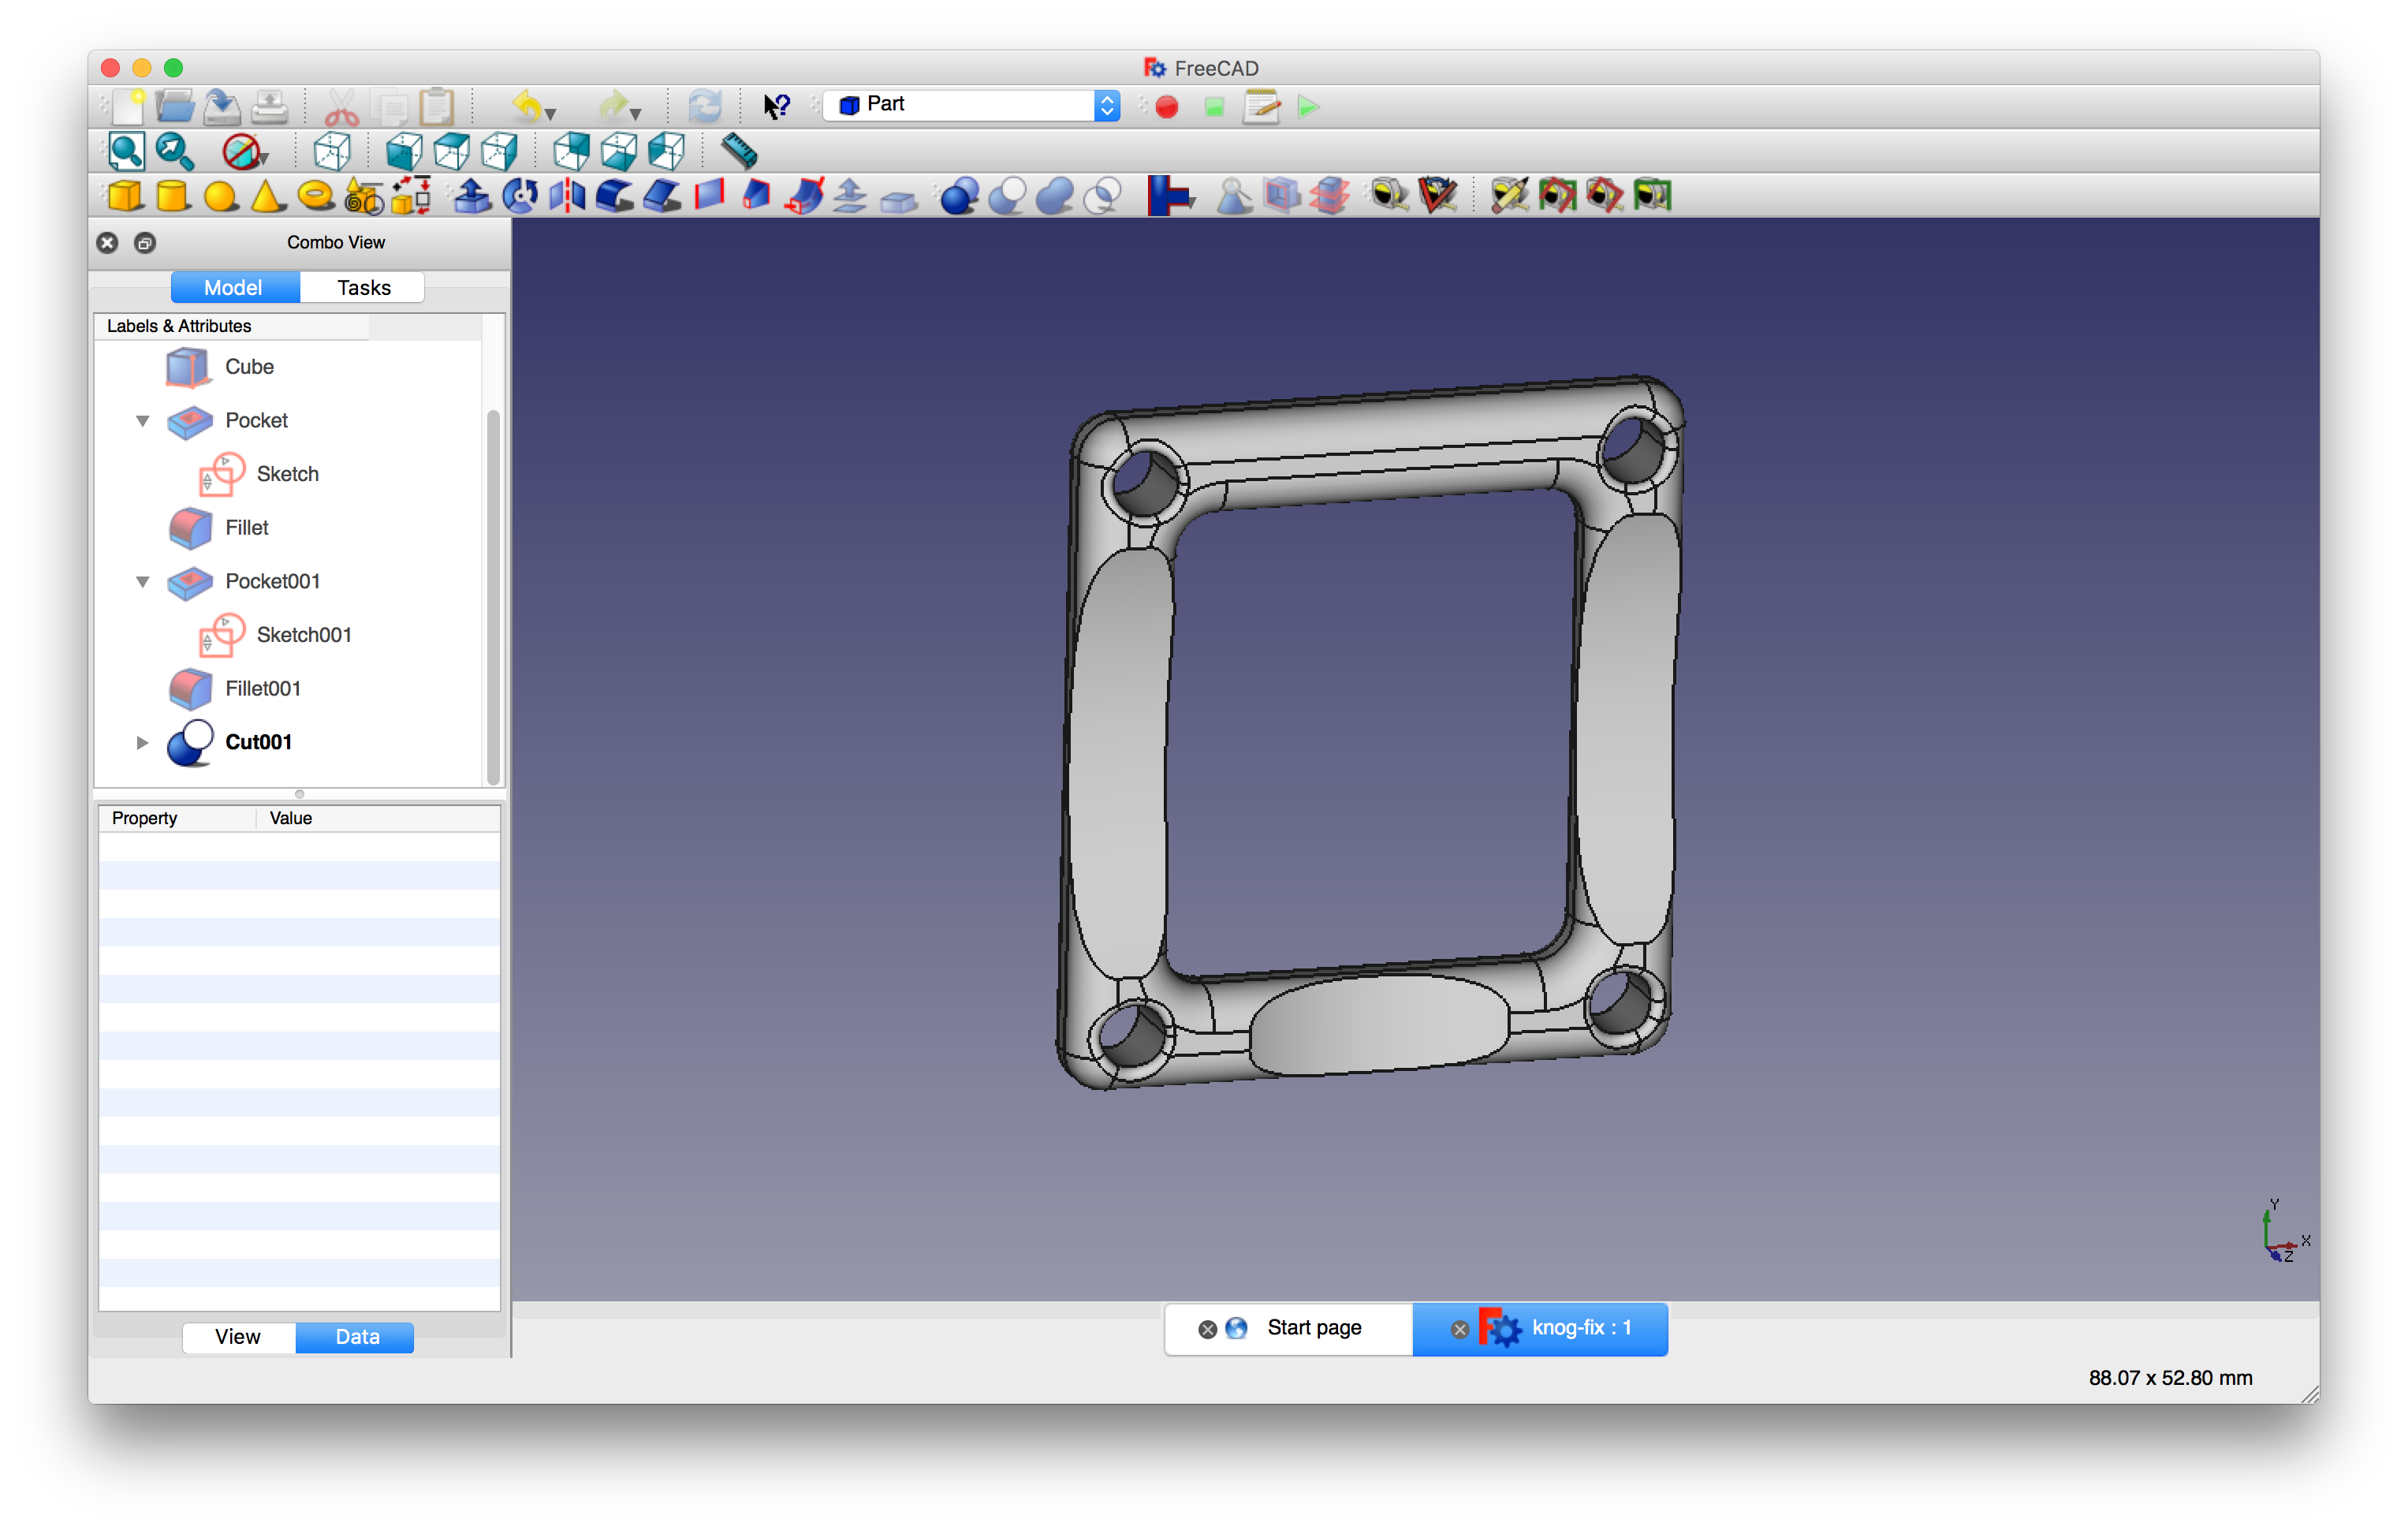 FreeCAD
Part
Combo View
Model
Tasks
Labels & Attributes
Cube
Pocket
Sketch
Fillet
Pocket001
Sketch001
Fillet001
Cut001
Property
Value
View
Data
Y
X
Z
Start page
knog-fix : 1
88.07 x 52.80 mm